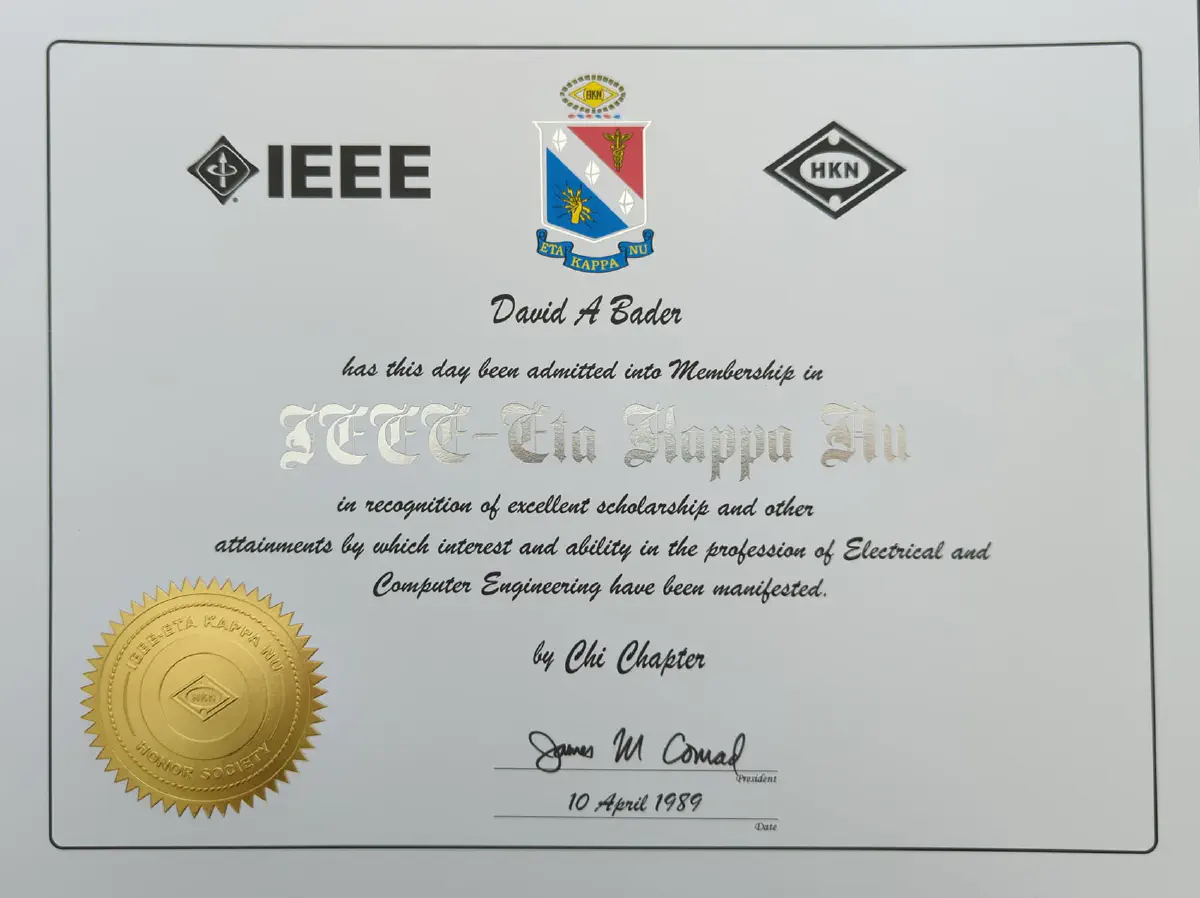 HKN
IEEE
HKN
ETA KAPPA NU
David A Bader
has this day been admitted into Membership in
IEEE-Eta Kappa Nu
in recognition of excellent scholarship and other
attainments by which interest and ability in the profession of Electrical and
Computer Engineering have been manifested.
by Chi Chapter
IEEE-ETA KAPPA NU
HKN
HONOR SOCIETY
James M Conrad
President
10 April 1989
Date